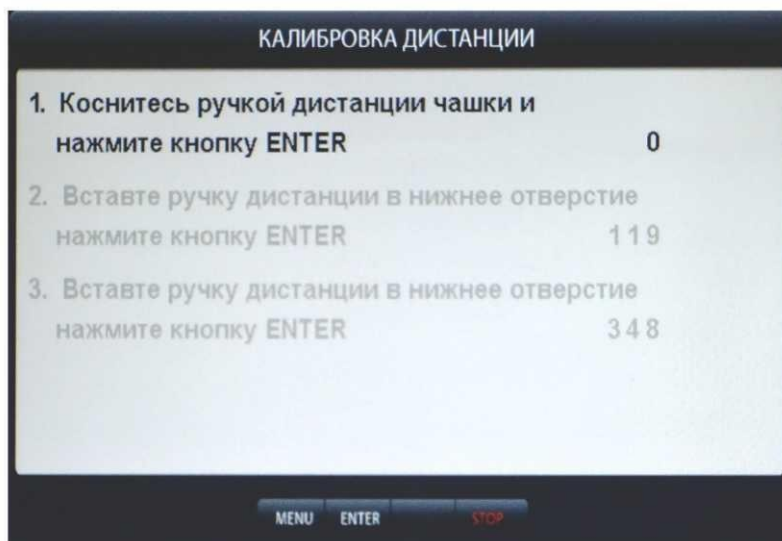 КАЛИБРОВКА ДИСТАНЦИИ
1. Коснитесь ручкой дистанции чашки и
нажмите кнопку ENTER 0
2. Вставте ручку дистанции в нижнее отверстие
нажмите кнопку ENTER 119
3. Вставте ручку дистанции в нижнее отверстие
нажмите кнопку ENTER 348
MENU ENTER STOP